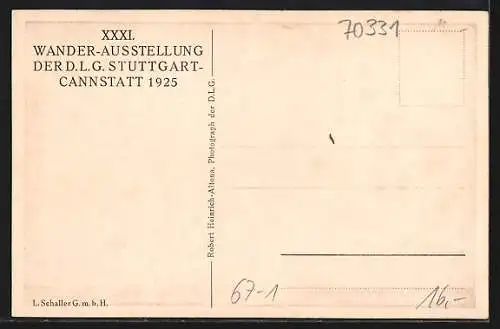 XXXI.
WANDER-AUSSTELLUNG
DER D.L.G. STUTTGART-
CANNSTATT 1925
70331
Robert Heinrich-Altona, Photograph der D.L.G.
67-1
16,-
L. Schaller G. m. b. H.